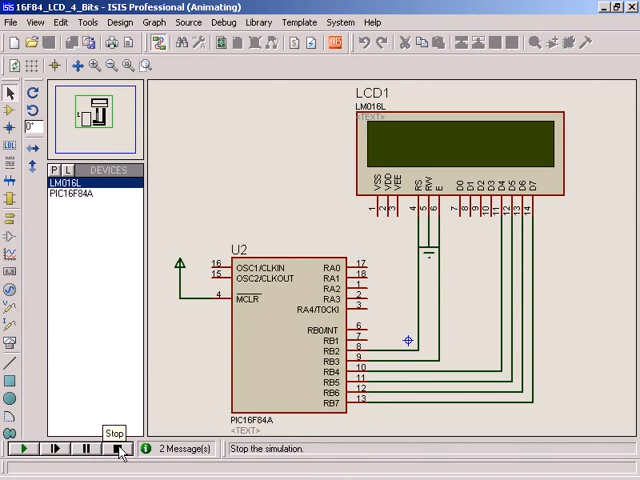 ISIS 16F84_LCD_4_Bits - ISIS Professional (Animating)
File View Edit Tools Design Graph Source Debug Library Template System Help
0°
P L DEVICES
LM016L
PIC16F84A
LCD1
LM016L
<TEXT>
VSS VDD VEE RS RW E D0 D1 D2 D3 D4 D5 D6 D7
1 2 3 4 5 6 7 8 9 10 11 12 13 14
U2
16 OSC1/CLKIN RA0 17
15 OSC2/CLKOUT RA1 18
RA2 1
4 MCLR RA3 2
RA4/T0CKI 3
RB0/INT 6
RB1 7
RB2 8
RB3 9
RB4 10
RB5 11
RB6 12
RB7 13
PIC16F84A
<TEXT>
Stop
2 Message(s) Stop the simulation.